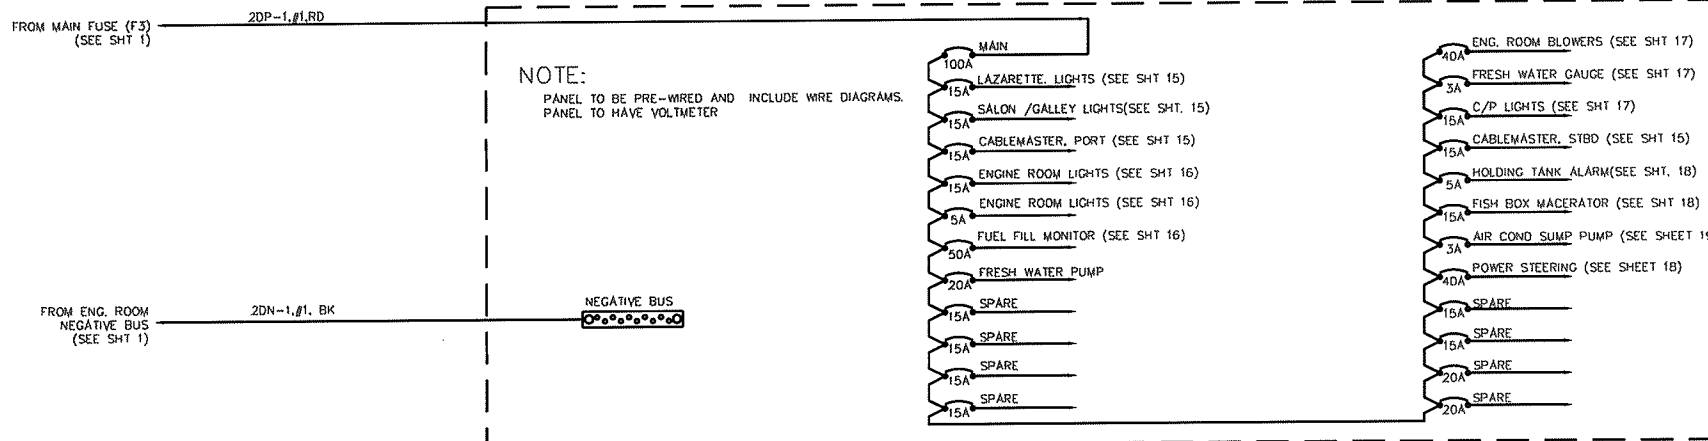 FROM MAIN FUSE (F3)
(SEE SHT 1)
2DP-1,#1,RD
NOTE:
PANEL TO BE PRE-WIRED AND INCLUDE WIRE DIAGRAMS.
PANEL TO HAVE VOLTMETER
FROM ENG. ROOM
NEGATIVE BUS
(SEE SHT 1)
2DN-1,#1, BK
NEGATIVE BUS
MAIN
100A
LAZARETTE. LIGHTS (SEE SHT 15)
15A
SALON /GALLEY LIGHTS(SEE SHT. 15)
15A
CABLEMASTER, PORT (SEE SHT 15)
15A
ENGINE ROOM LIGHTS (SEE SHT 16)
15A
ENGINE ROOM LIGHTS (SEE SHT 16)
5A
FUEL FILL MONITOR (SEE SHT 16)
50A
FRESH WATER PUMP
20A
SPARE
15A
SPARE
15A
SPARE
15A
SPARE
15A
ENG. ROOM BLOWERS (SEE SHT 17)
40A
FRESH WATER GAUGE (SEE SHT 17)
3A
C/P LIGHTS (SEE SHT 17)
15A
CABLEMASTER, STBD (SEE SHT 15)
15A
HOLDING TANK ALARM(SEE SHT, 18)
5A
FISH BOX MACERATOR (SEE SHT 18)
15A
AIR COND SUMP PUMP (SEE SHEET 19
3A
POWER STEERING (SEE SHEET 18)
40A
SPARE
15A
SPARE
15A
SPARE
20A
SPARE
20A